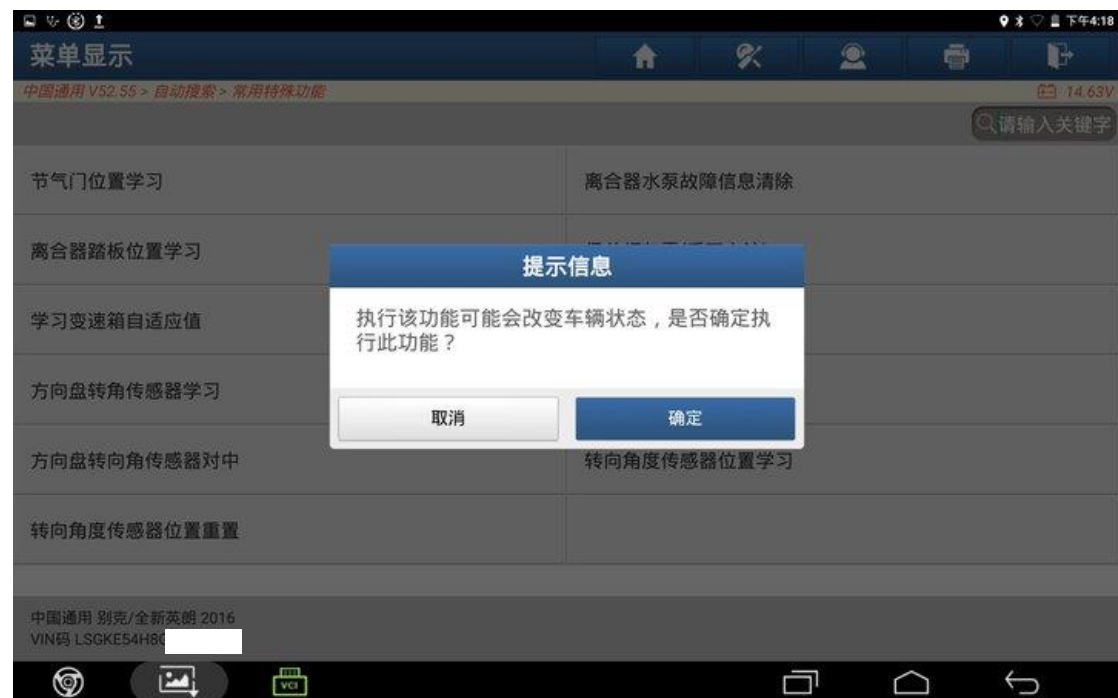 下午4:18
菜单显示
中国通用 V52.55 > 自动搜索 > 常用特殊功能
14.63V
请输入关键字
节气门位置学习
离合器水泵故障信息清除
离合器踏板位置学习
提示信息
学习变速箱自适应值
执行该功能可能会改变车辆状态，是否确定执
行此功能？
方向盘转角传感器学习
取消
确定
方向盘转向角传感器对中
转向角度传感器位置学习
转向角度传感器位置重置
中国通用 别克/全新英朗 2016
VIN码 LSGKE54H8
VCI